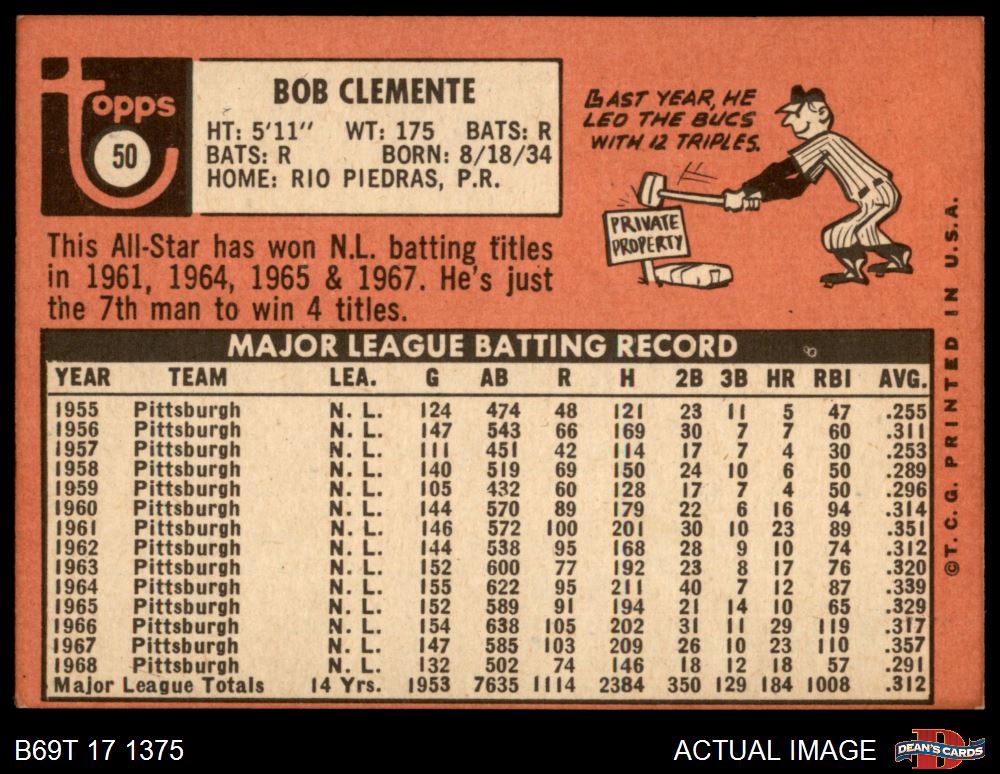 Topps
50
BOB CLEMENTE
HT: 5'11" WT: 175 BATS: R
BATS: R BORN: 8/18/34
HOME: RIO PIEDRAS, P.R.
LAST YEAR, HE
LED THE BUCS
WITH 12 TRIPLES.
PRIVATE
PROPERTY
This All-Star has won N.L. batting titles
in 1961, 1964, 1965 & 1967. He's just
the 7th man to win 4 titles.
MAJOR LEAGUE BATTING RECORD
YEAR TEAM LEA. G AB R H 2B 3B HR RBI AVG.
1955 Pittsburgh N. L. 124 474 48 121 23 11 5 47 .255
1956 Pittsburgh N. L. 147 543 66 169 30 7 7 60 .311
1957 Pittsburgh N. L. 111 451 42 114 17 7 4 30 .253
1958 Pittsburgh N. L. 140 519 69 150 24 10 6 50 .289
1959 Pittsburgh N. L. 105 432 60 128 17 7 4 50 .296
1960 Pittsburgh N. L. 144 570 89 179 22 6 16 94 .314
1961 Pittsburgh N. L. 146 572 100 201 30 10 23 89 .351
1962 Pittsburgh N. L. 144 538 95 168 28 9 10 74 .312
1963 Pittsburgh N. L. 152 600 77 192 23 8 17 76 .320
1964 Pittsburgh N. L. 155 622 95 211 40 7 12 87 .339
1965 Pittsburgh N. L. 152 589 91 194 21 14 10 65 .329
1966 Pittsburgh N. L. 154 638 105 202 31 11 29 119 .317
1967 Pittsburgh N. L. 147 585 103 209 26 10 23 110 .357
1968 Pittsburgh N. L. 132 502 74 146 18 12 18 57 .291
Major League Totals 14 Yrs. 1953 7635 1114 2384 350 129 184 1008 .312
©T. C. G. PRINTED IN U.S.A.
B69T 17 1375
ACTUAL IMAGE
DEAN'S CARDS